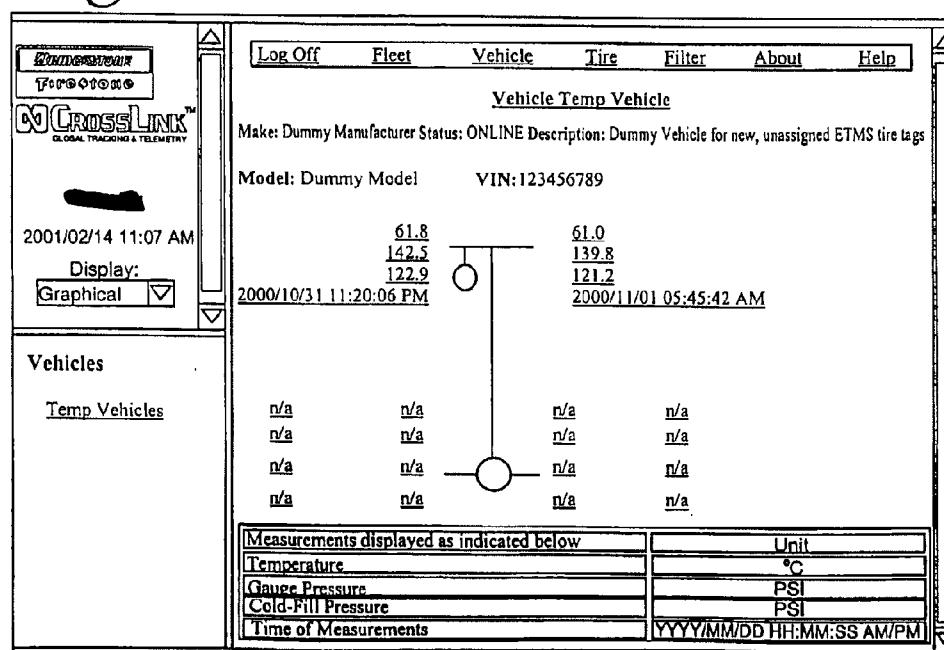 BRIDGESTONE
Firestone
CROSSLINK™
GLOBAL TRACKING & TELEMETRY
2001/02/14 11:07 AM
Display:
Graphical
Vehicles
Temp Vehicles
Log Off Fleet Vehicle Tire Filter About Help
Vehicle Temp Vehicle
Make: Dummy Manufacturer Status: ONLINE Description: Dummy Vehicle for new, unassigned ETMS tire tags
Model: Dummy Model VIN:123456789
61.8 61.0
142.5 139.8
122.9 121.2
2000/10/31 11:20:06 PM 2000/11/01 05:45:42 AM
n/a n/a n/a n/a
n/a n/a n/a n/a
n/a n/a n/a n/a
n/a n/a n/a n/a
Measurements displayed as indicated below Unit
Temperature °C
Gauge Pressure PSI
Cold-Fill Pressure PSI
Time of Measurements YYYY/MM/DD HH:MM:SS AM/PM